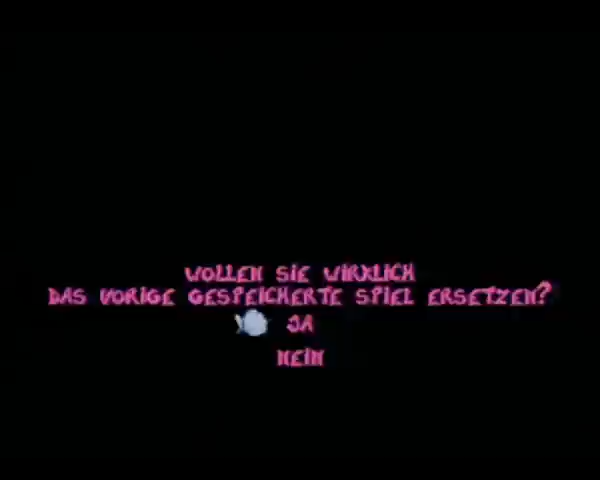 WOLLEN SIE WIRKLICH
DAS VORIGE GESPEICHERTE SPIEL ERSETZEN?
JA
NEIN